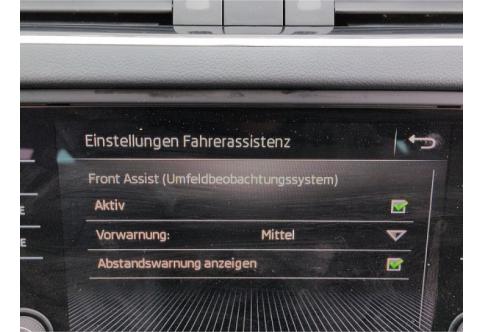 Einstellungen Fahrerassistenz
Front Assist (Umfeldbeobachtungssystem)
Aktiv
Vorwarnung: Mittel
Abstandswarnung anzeigen